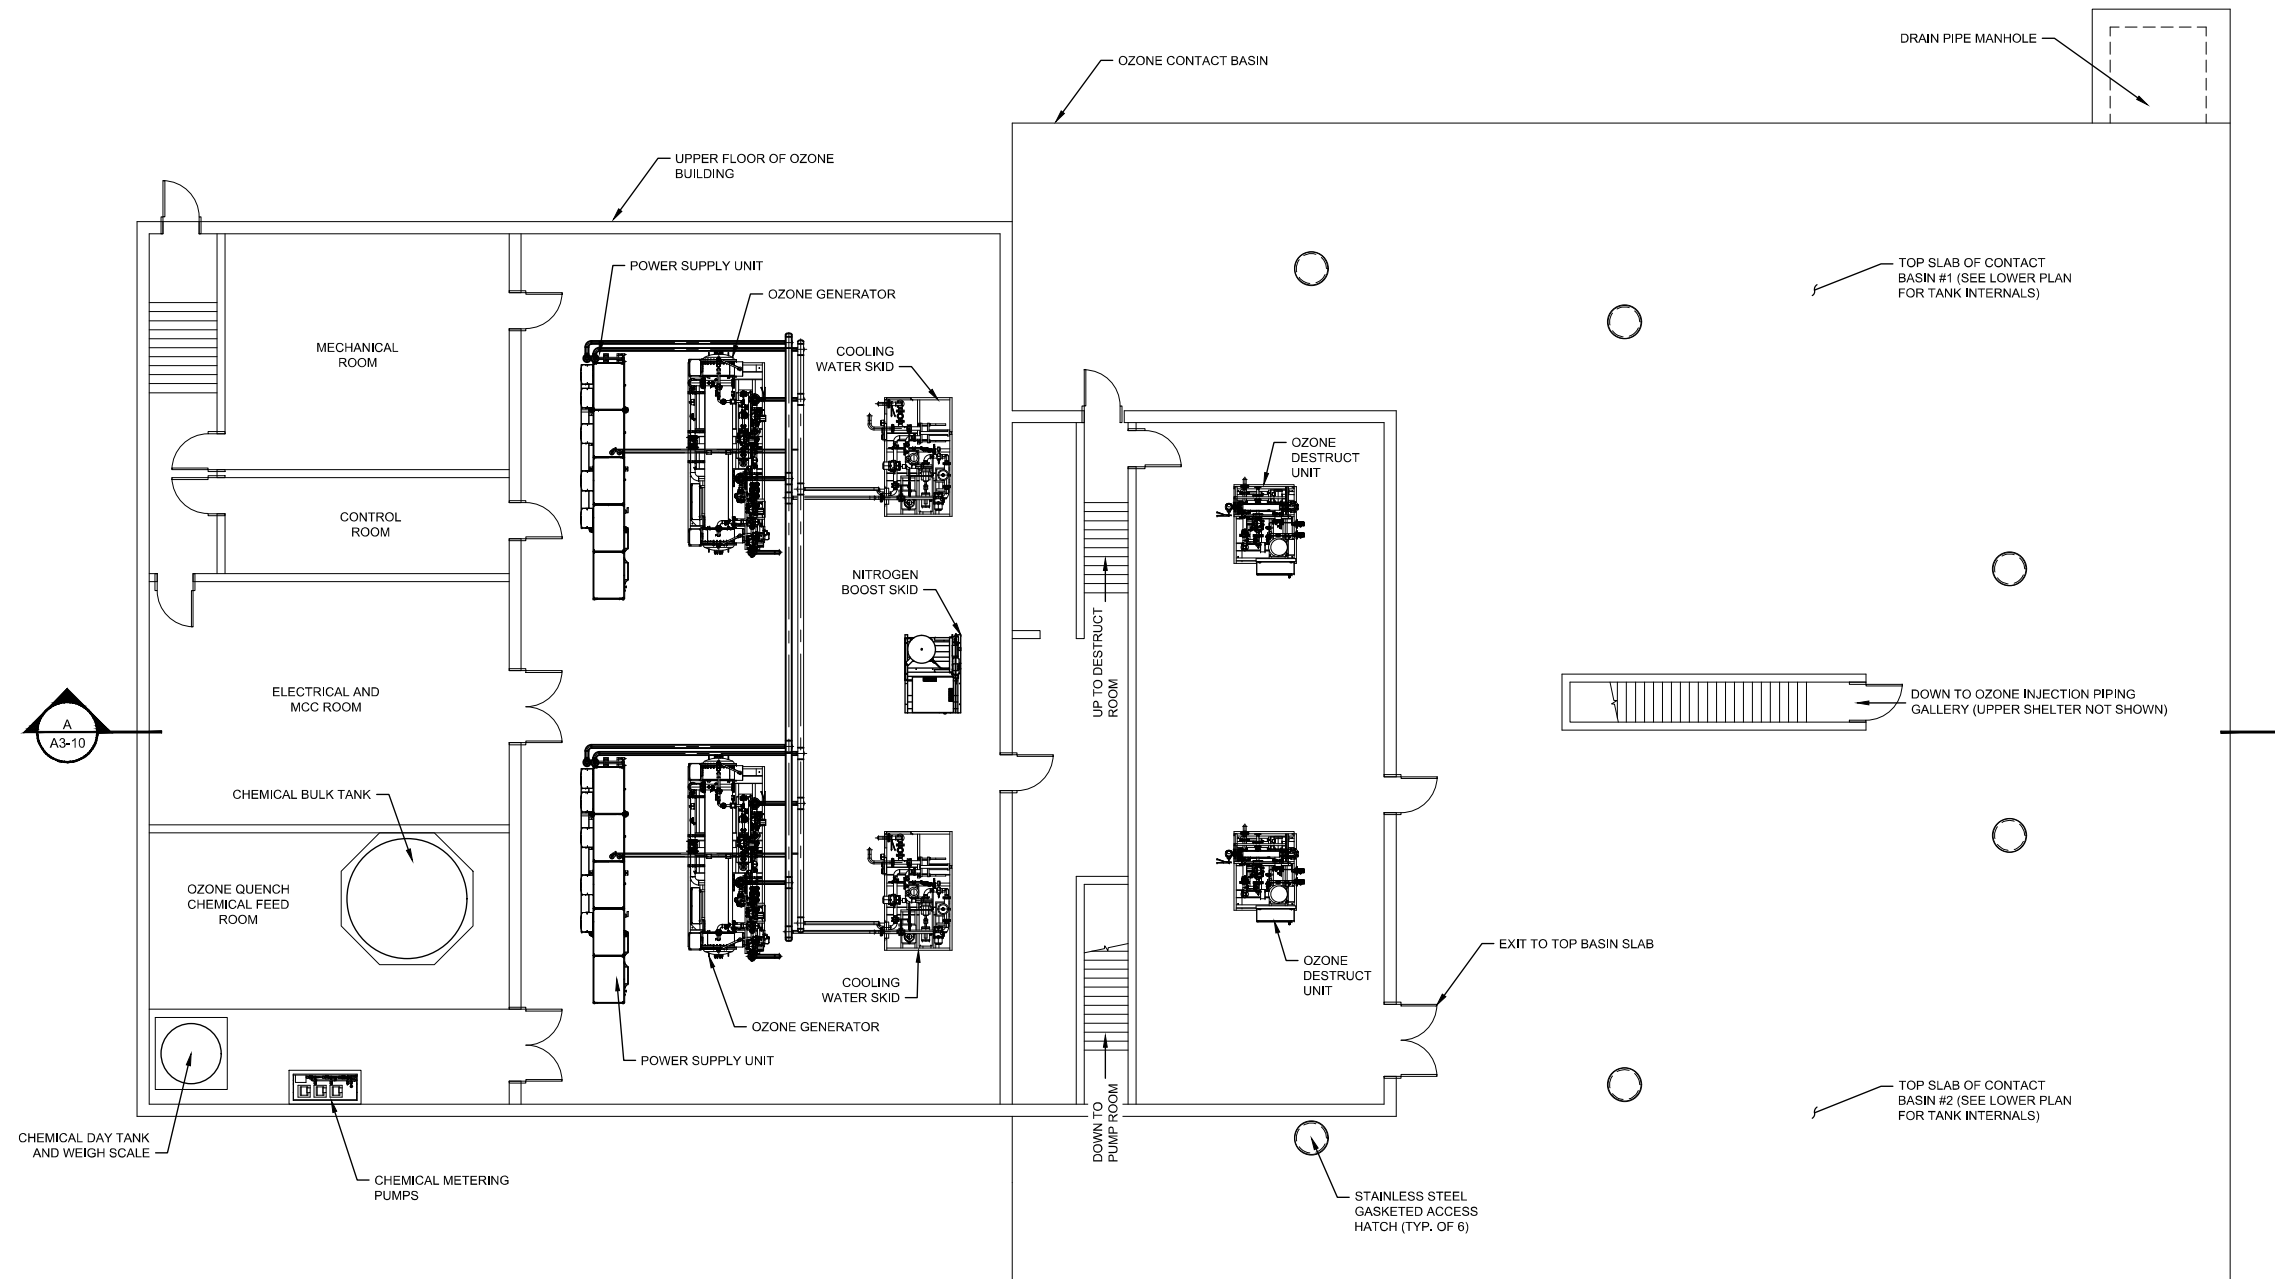 DRAIN PIPE MANHOLE
OZONE CONTACT BASIN
UPPER FLOOR OF OZONE
BUILDING
POWER SUPPLY UNIT
OZONE GENERATOR
TOP SLAB OF CONTACT
BASIN #1 (SEE LOWER PLAN
FOR TANK INTERNALS)
MECHANICAL
ROOM
COOLING
WATER SKID
OZONE
DESTRUCT
UNIT
CONTROL
ROOM
NITROGEN
BOOST SKID
UP TO DESTRUCT
ROOM
ELECTRICAL AND
MCC ROOM
DOWN TO OZONE INJECTION PIPING
GALLERY (UPPER SHELTER NOT SHOWN)
A
A3-10
CHEMICAL BULK TANK
OZONE QUENCH
CHEMICAL FEED
ROOM
EXIT TO TOP BASIN SLAB
OZONE
DESTRUCT
UNIT
COOLING
WATER SKID
OZONE GENERATOR
POWER SUPPLY UNIT
TOP SLAB OF CONTACT
BASIN #2 (SEE LOWER PLAN
FOR TANK INTERNALS)
DOWN TO
PUMP ROOM
CHEMICAL DAY TANK
AND WEIGH SCALE
CHEMICAL METERING
PUMPS
STAINLESS STEEL
GASKETED ACCESS
HATCH (TYP. OF 6)